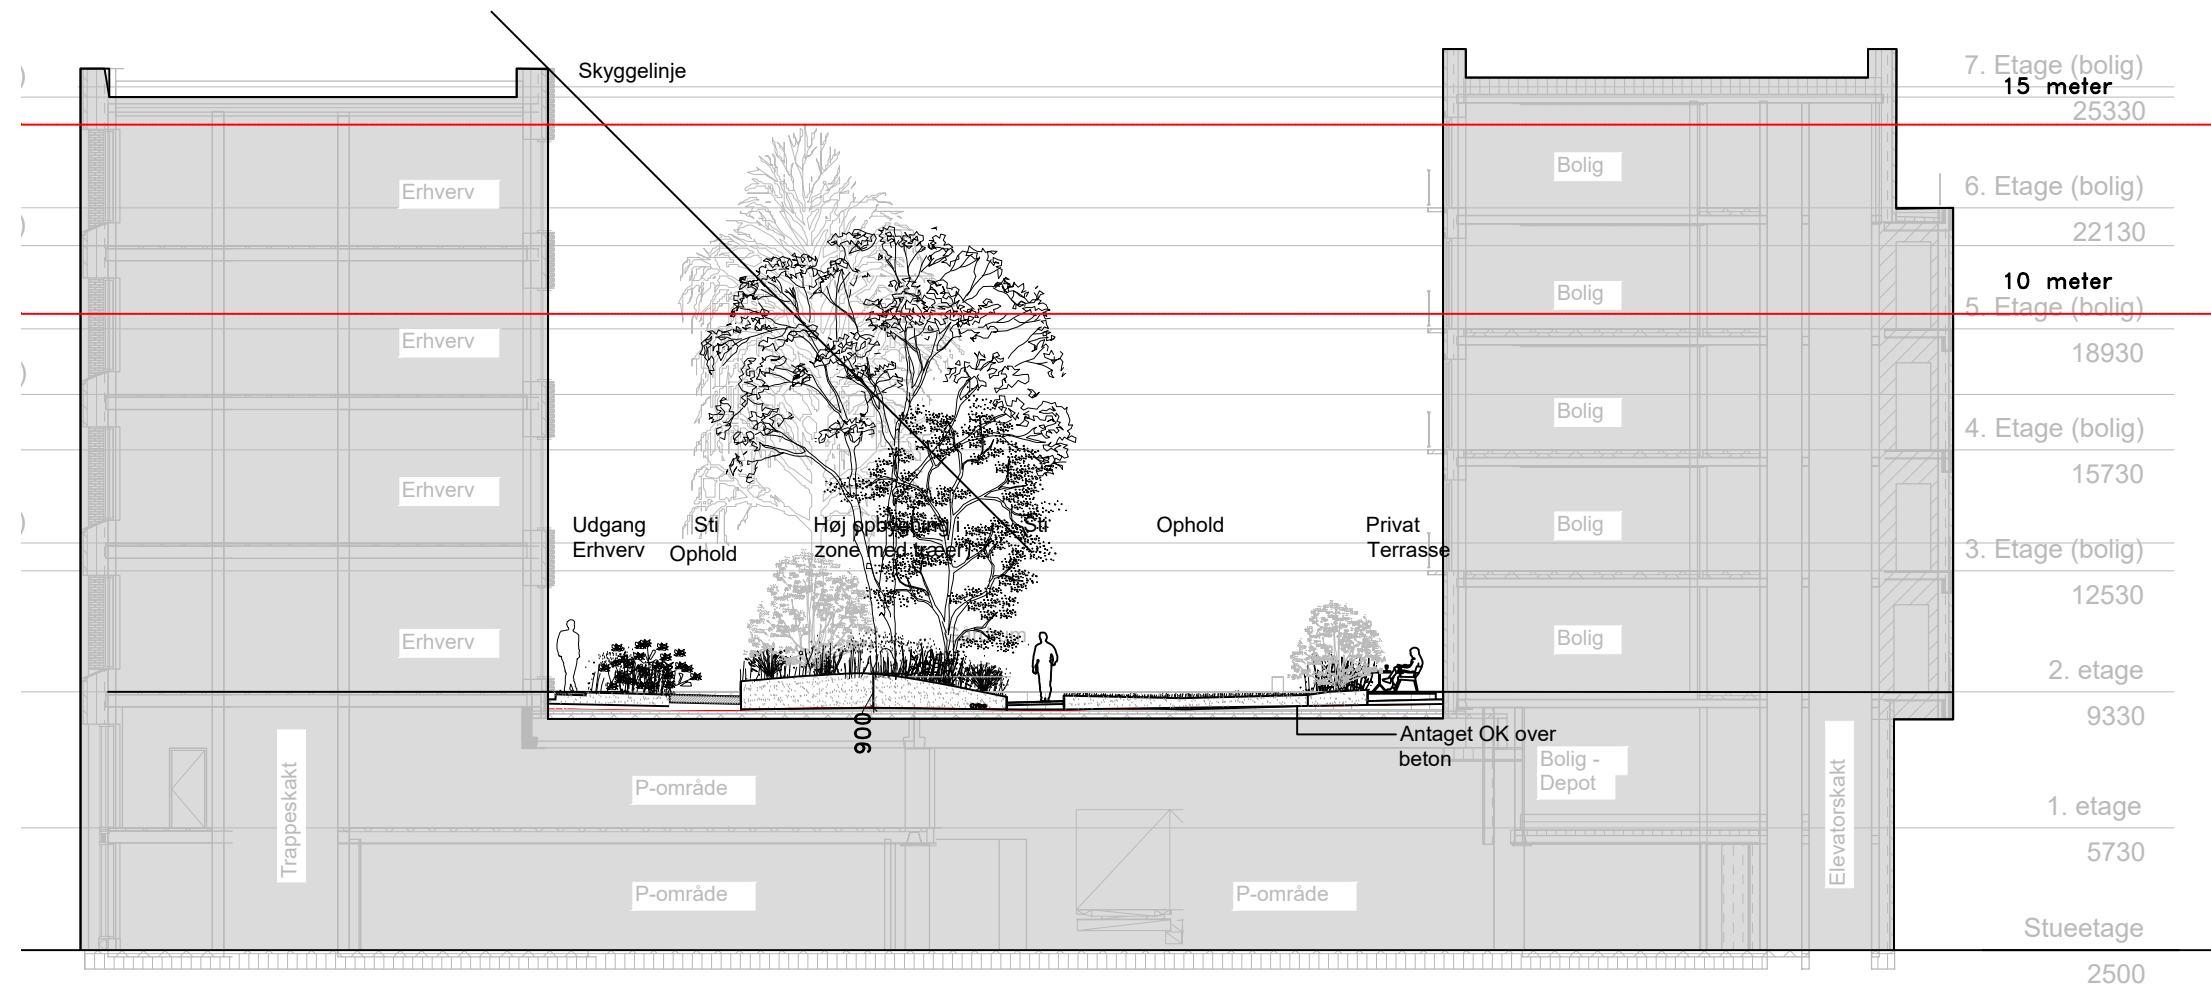 Skyggelinje
7. Etage (bolig)
15 meter
25330
Erhverv
Bolig
6. Etage (bolig)
22130
10 meter
Bolig
5. Etage (bolig)
Erhverv
18930
Bolig
4. Etage (bolig)
15730
Erhverv
Udgang
Erhverv
Sti
Ophold
Høj opbygning i
zone med træer
Sti
Ophold
Privat
Terrasse
Bolig
3. Etage (bolig)
12530
Erhverv
Bolig
2. etage
9330
900
Antaget OK over
beton
Bolig -
Depot
P-område
Trappeskakt
Elevatorskakt
1. etage
5730
P-område
P-område
Stueetage
2500